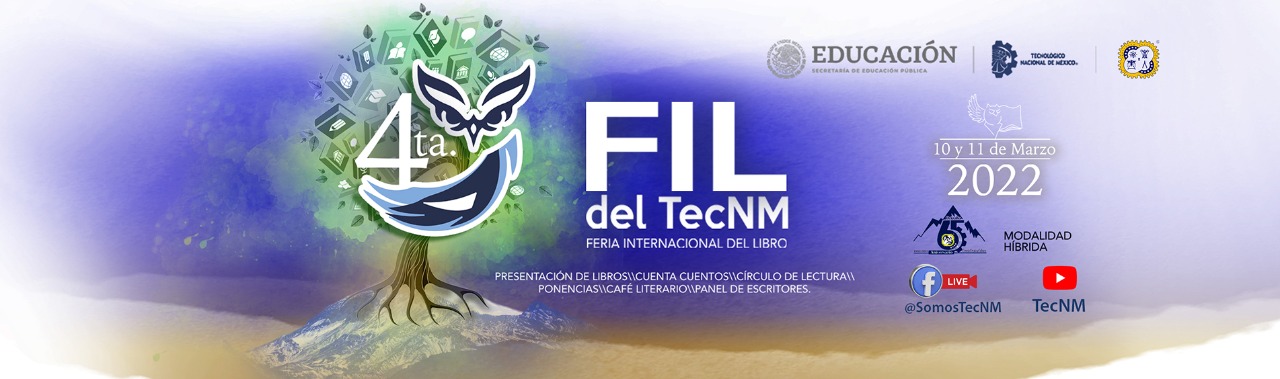 4ta.
FIL
del TecNM
FERIA INTERNACIONAL DEL LIBRO
PRESENTACIÓN DE LIBROS\\CUENTA CUENTOS\\CÍRCULO DE LECTURA\\
PONENCIAS\\CAFÉ LITERARIO\\PANEL DE ESCRITORES.
EDUCACIÓN
SECRETARÍA DE EDUCACIÓN PÚBLICA
TECNOLÓGICO
NACIONAL DE MÉXICO
10 y 11 de Marzo
2022
65
MODALIDAD
HÍBRIDA
LIVE
@SomosTecNM
TecNM